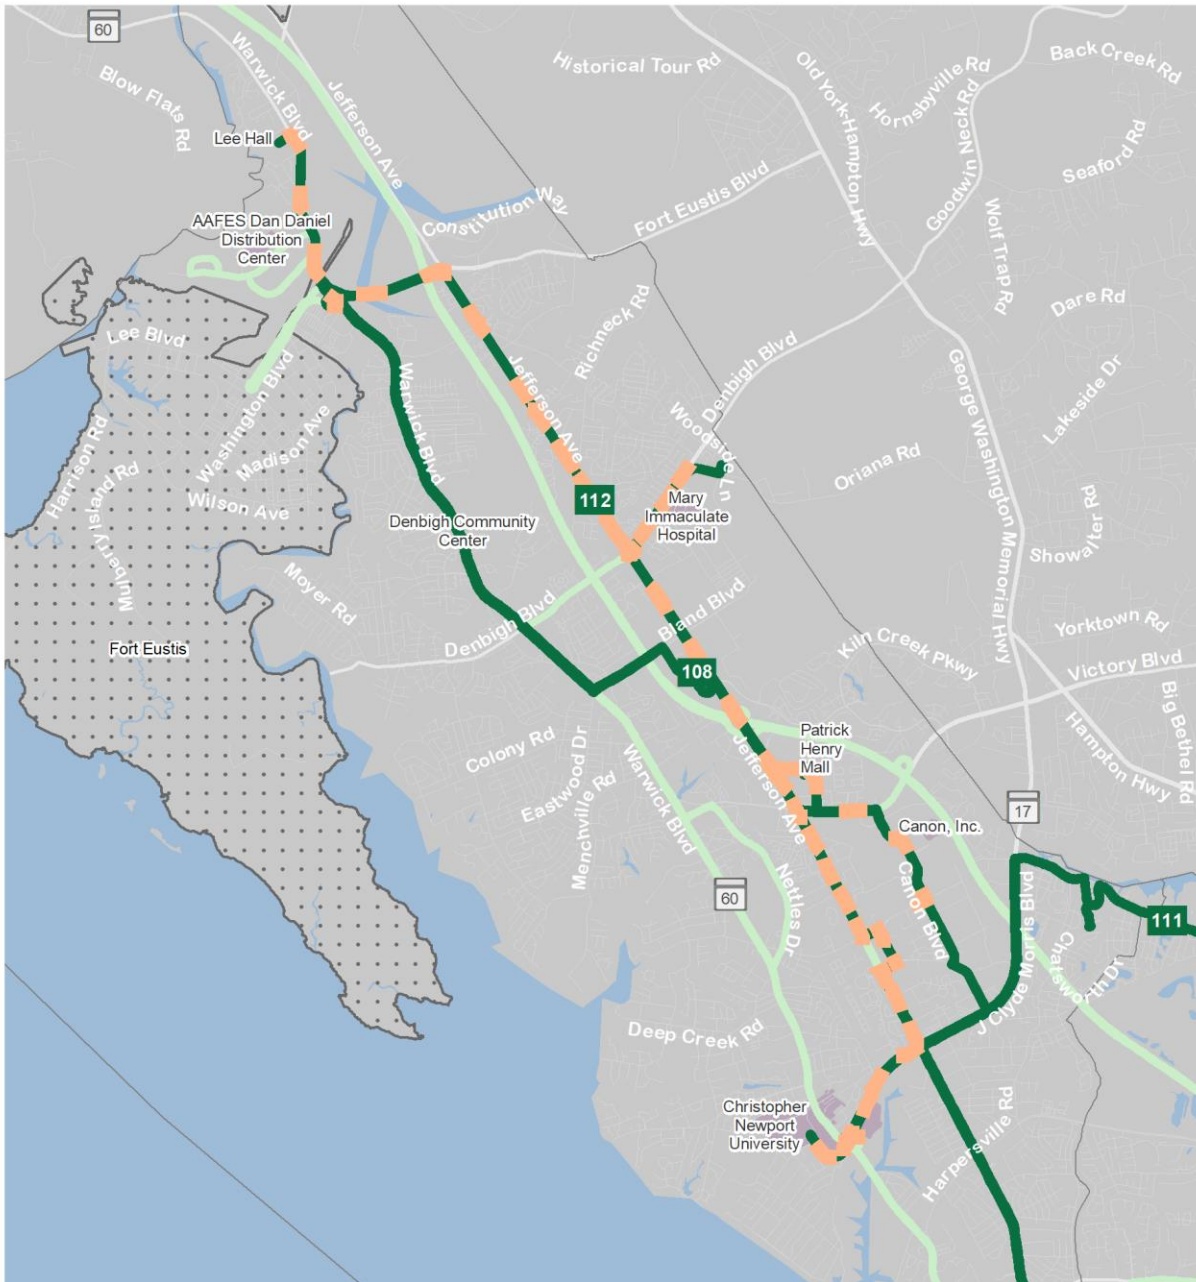 60
Historical Tour Rd
Back Creek Rd
Hornsbyville Rd
Blow Flats Rd
Warwick Blvd
Jefferson Ave
Old York-Hampton Hwy
Goodwin Neck Rd
Seaford Rd
Lee Hall
Constitution Way
Fort Eustis Blvd
Wolf Trap Rd
AAFES Dan Daniel
Distribution
Center
Dare Rd
Richneck Rd
Lee Blvd
Denbigh Blvd
Lakeside Dr
Jefferson Ave
Warwick Blvd
Washington Blvd
Madison Ave
Woodside Ln
George Washington Memorial Hwy
Harrison Rd
Oriana Rd
Mulberry Island Rd
Wilson Ave
112
Mary
Immaculate
Hospital
Denbigh Community
Center
Showalter Rd
Moyer Rd
Bland Blvd
Denbigh Blvd
Yorktown Rd
Fort Eustis
Kiln Creek Pkwy
Victory Blvd
108
Big Bethel Rd
Colony Rd
Eastwood Dr
Menchville Rd
Warwick Blvd
Jefferson Ave
Patrick
Henry
Mall
Hampton Hwy
17
Canon, Inc.
60
Nettles Dr
Canon Blvd
J Clyde Morris Blvd
111
Chatsworth Dr
Deep Creek Rd
Christopher
Newport
University
Harpersville Rd